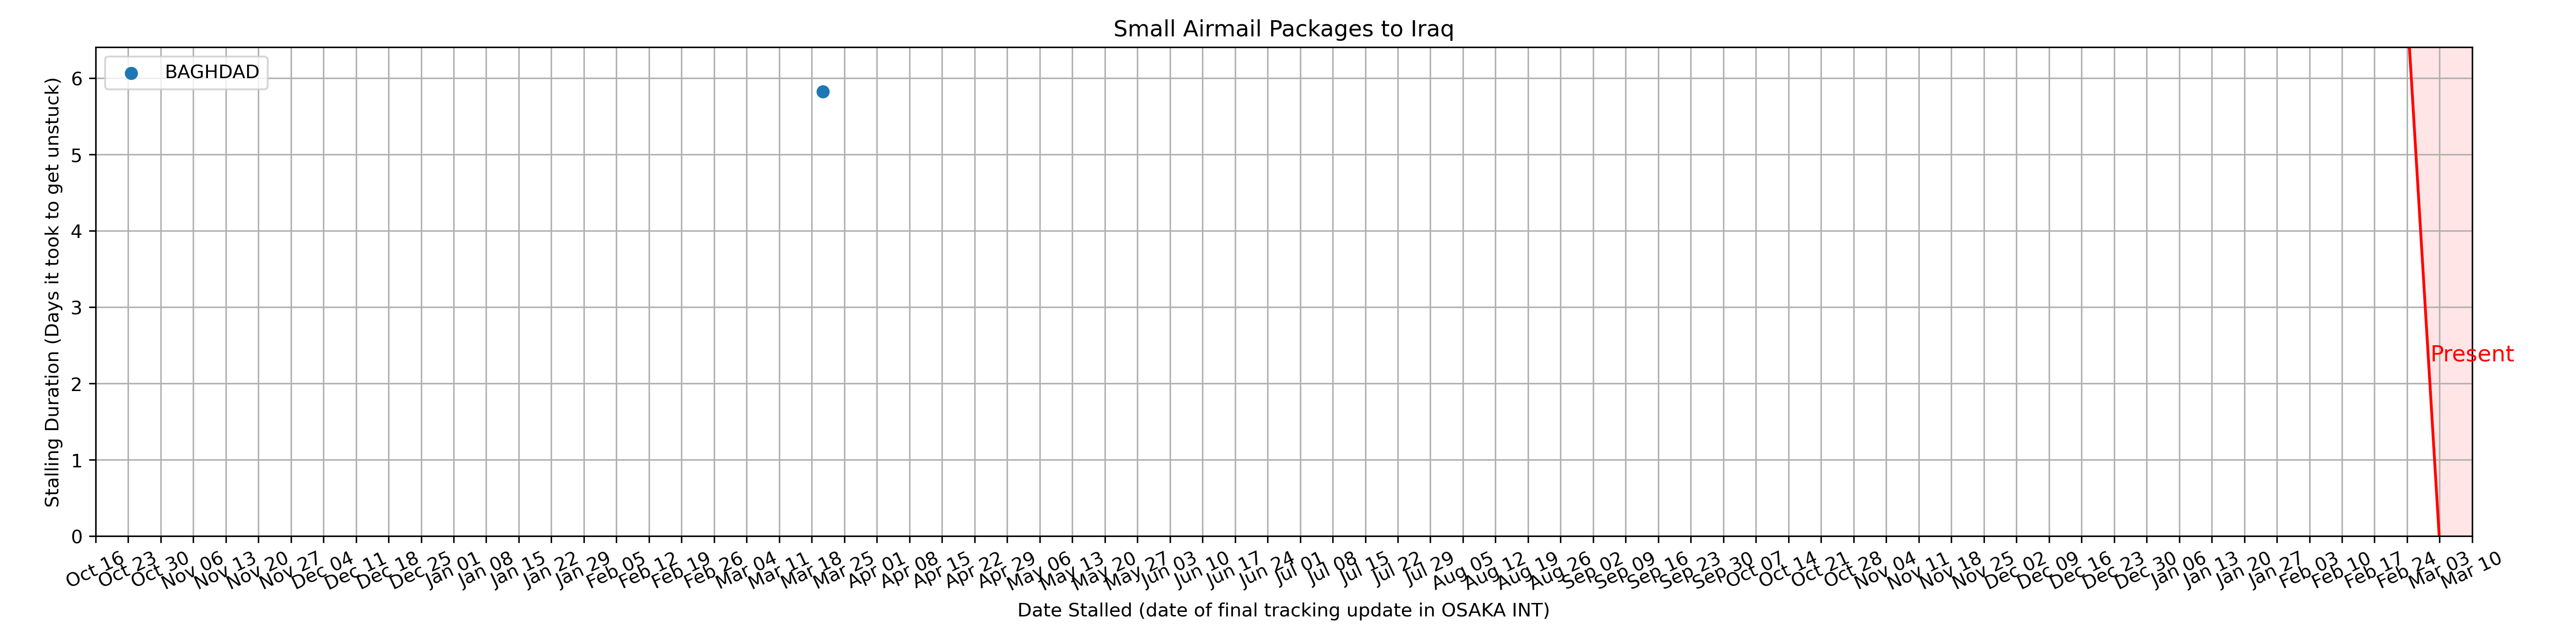 Small Airmail Packages to Iraq
BAGHDAD
Stalling Duration (Days it took to get unstuck)
6
5
4
3
2
1
0
Present
Oct 16
Oct 23
Oct 30
Nov 06
Nov 13
Nov 20
Nov 27
Dec 04
Dec 11
Dec 18
Dec 25
Jan 01
Jan 08
Jan 15
Jan 22
Jan 29
Feb 05
Feb 12
Feb 19
Feb 26
Mar 04
Mar 11
Mar 18
Mar 25
Apr 01
Apr 08
Apr 15
Apr 22
Apr 29
May 06
May 13
May 20
May 27
Jun 03
Jun 10
Jun 17
Jun 24
Jul 01
Jul 08
Jul 15
Jul 22
Jul 29
Aug 05
Aug 12
Aug 19
Aug 26
Sep 02
Sep 09
Sep 16
Sep 23
Sep 30
Oct 07
Oct 14
Oct 21
Oct 28
Nov 04
Nov 11
Nov 18
Nov 25
Dec 02
Dec 09
Dec 16
Dec 23
Dec 30
Jan 06
Jan 13
Jan 20
Jan 27
Feb 03
Feb 10
Feb 17
Feb 24
Mar 03
Mar 10
Date Stalled (date of final tracking update in OSAKA INT)